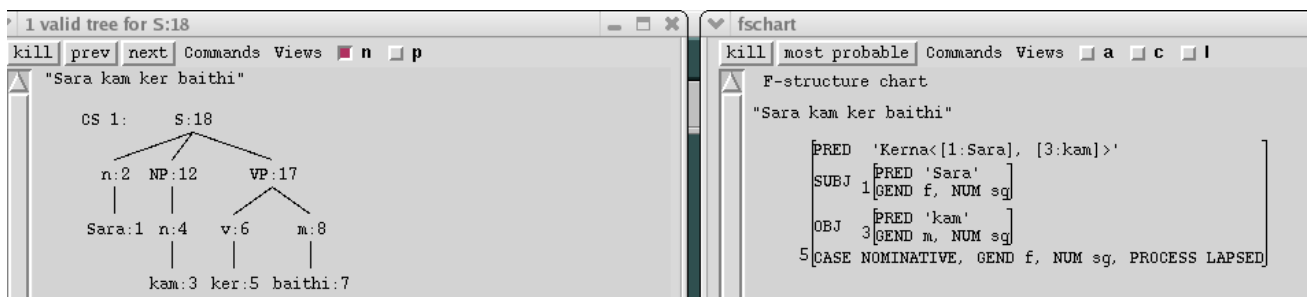 1 valid tree for S:18
kill prev next Commands Views n p
"Sara kam ker baithi"
CS 1: S:18
n:2 NP:12 VP:17
Sara:1 n:4 v:6 m:8
kam:3 ker:5 baithi:7
fschart
kill most probable Commands Views a c l
F-structure chart
"Sara kam ker baithi"
PRED 'Kerna<[1:Sara], [3:kam]>'
PRED 'Sara'
SUBJ 1
GEND f, NUM sg
PRED 'kam'
OBJ 3
GEND m, NUM sg
5 CASE NOMINATIVE, GEND f, NUM sg, PROCESS LAPSED